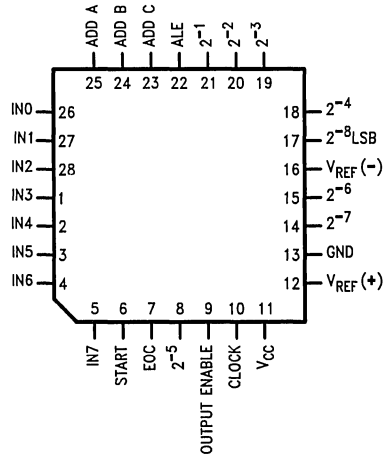 ADD A
ADD B
ADD C
ALE
2⁻¹
2⁻²
2⁻³
25 24 23 22 21 20 19
IN0 26
IN1 27
IN2 28
IN3 1
IN4 2
IN5 3
IN6 4
18 2⁻⁴
17 2⁻⁸LSB
16 V_REF(−)
15 2⁻⁶
14 2⁻⁷
13 GND
12 V_REF(+)
5 6 7 8 9 10 11
IN7
START
EOC
2⁻⁵
OUTPUT ENABLE
CLOCK
V_CC